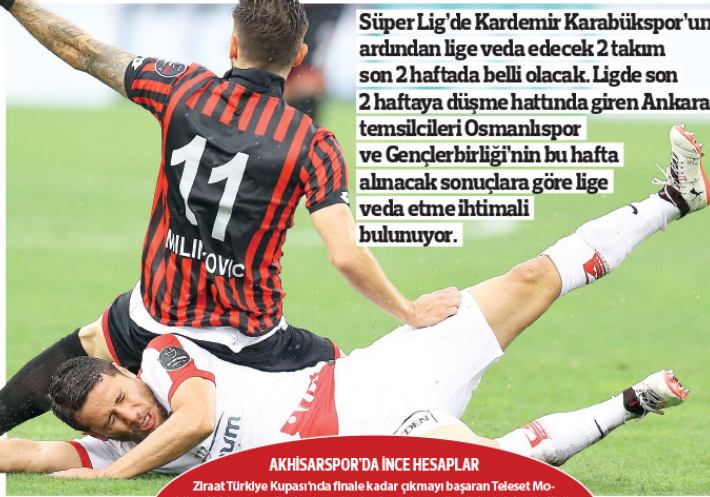 Süper Lig'de Kardemir Karabükspor'un
ardından lige veda edecek 2 takım
son 2 haftada belli olacak. Ligde son
2 haftaya düşme hattında giren Ankara
temsilcileri Osmanlıspor
ve Gençlerbirliği'nin bu hafta
alınacak sonuçlara göre lige
veda etme ihtimali
bulunuyor.
11
AKHİSARSPOR'DA İNCE HESAPLAR
Ziraat Türkiye Kupası'nda finale kadar çıkmayı başaran Teleset Mo-